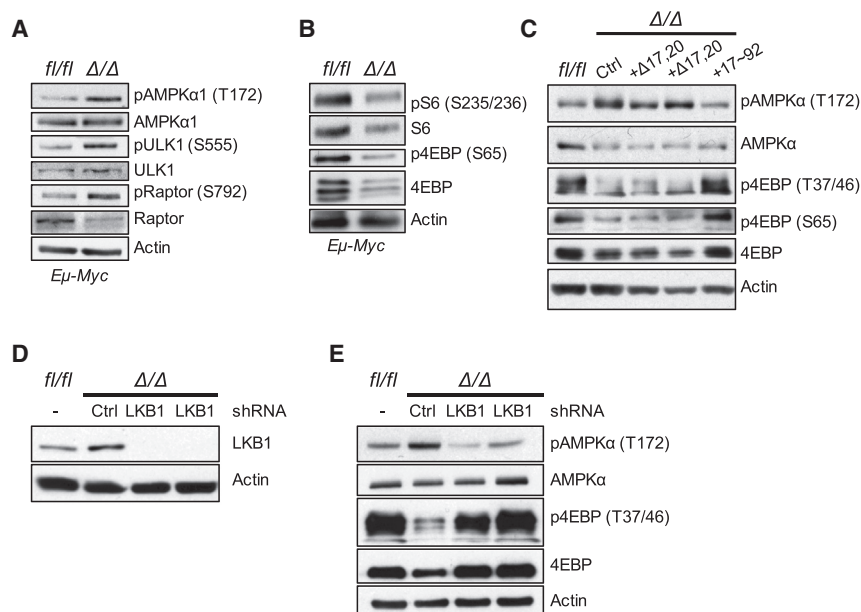 A
fl/fl Δ/Δ
pAMPKα1 (T172)
AMPKα1
pULK1 (S555)
ULK1
pRaptor (S792)
Raptor
Actin
Eμ-Myc
B
fl/fl Δ/Δ
pS6 (S235/236)
S6
p4EBP (S65)
4EBP
Actin
Eμ-Myc
C
Δ/Δ
fl/fl Ctrl +Δ17,20 +Δ17,20 +17~92
pAMPKα (T172)
AMPKα
p4EBP (T37/46)
p4EBP (S65)
4EBP
Actin
D
fl/fl Δ/Δ
- Ctrl LKB1 LKB1 shRNA
LKB1
Actin
E
fl/fl Δ/Δ
- Ctrl LKB1 LKB1 shRNA
pAMPKα (T172)
AMPKα
p4EBP (T37/46)
4EBP
Actin